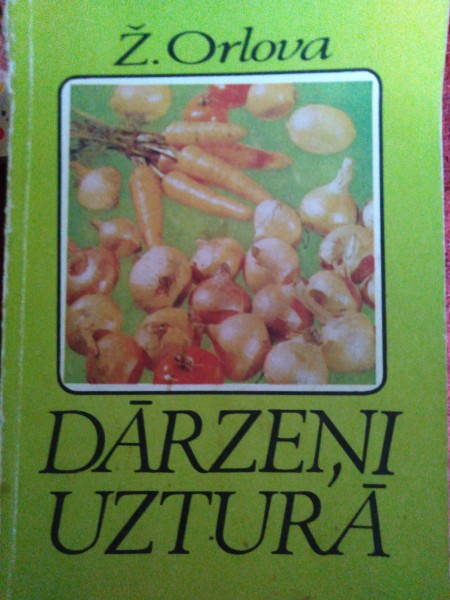 Ž. Orlova
DĀRZEŅI
UZTURĀ